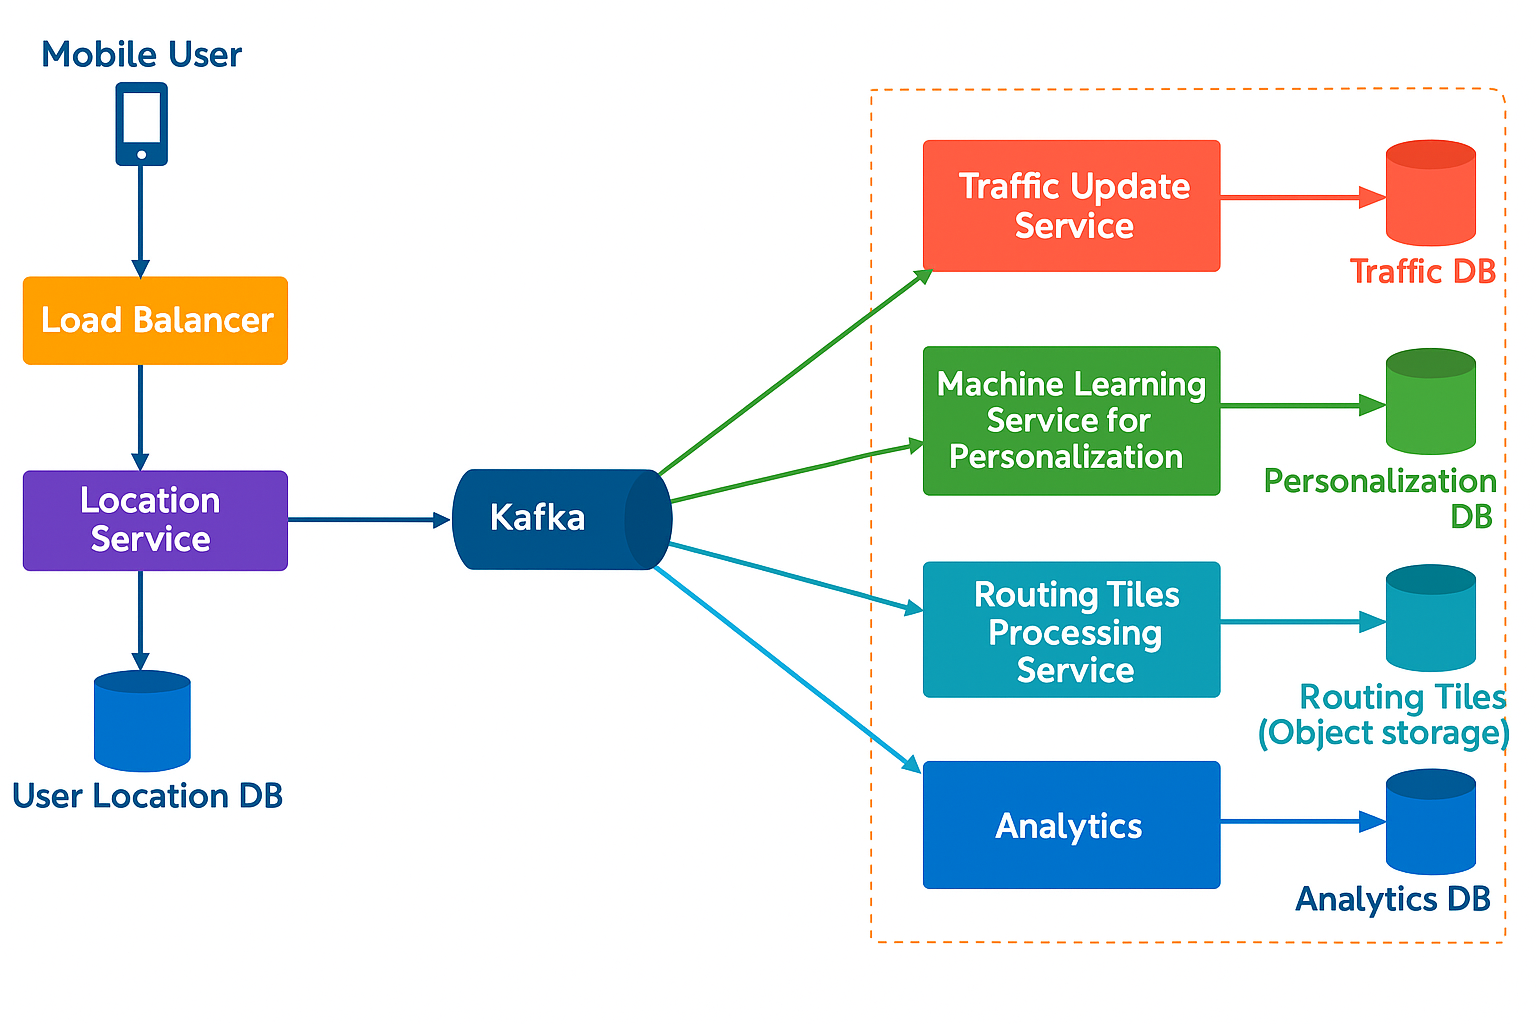 Mobile User
Load Balancer
Location
Service
User Location DB
Kafka
Traffic Update
Service
Traffic DB
Machine Learning
Service for
Personalization
Personalization
DB
Routing Tiles
Processing
Service
Routing Tiles
(Object storage)
Analytics
Analytics DB